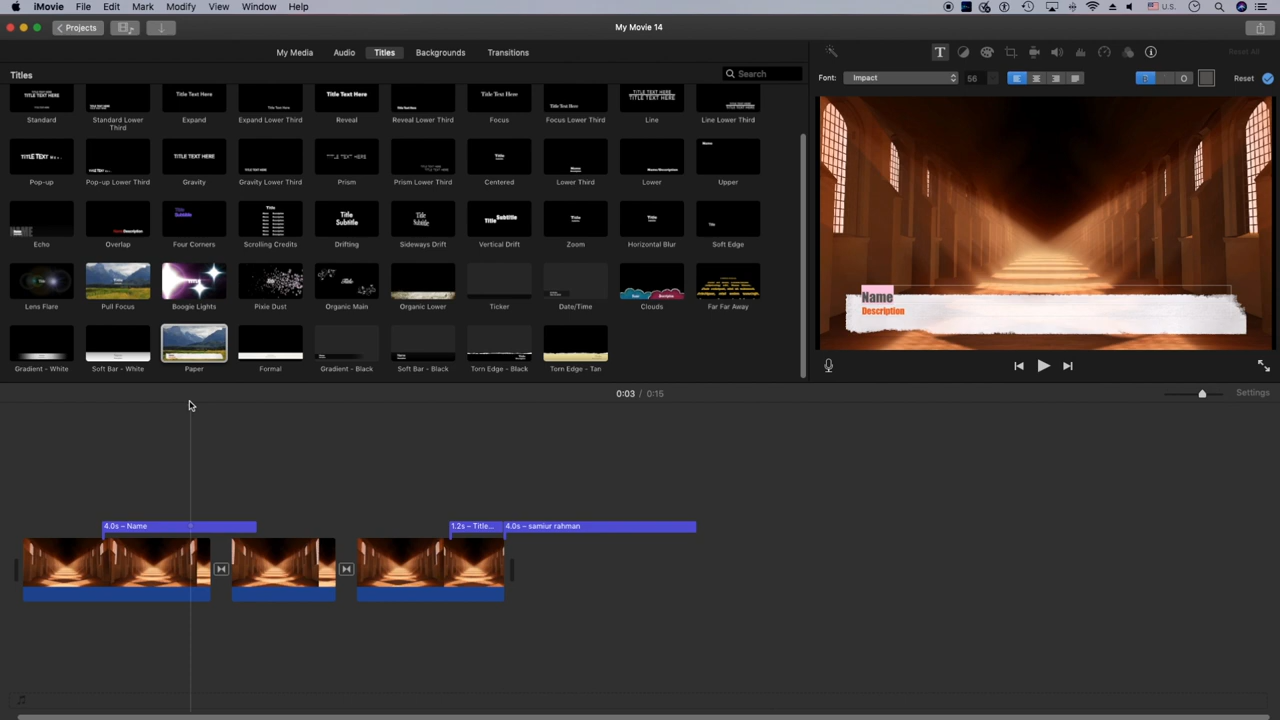 iMovie File Edit Mark Modify View Window Help U.S.
Projects My Movie 14
My Media Audio Titles Backgrounds Transitions Reset All
Titles Search Font: Impact 56 B O Reset
Standard Standard Lower Third Expand Expand Lower Third Reveal Reveal Lower Third Focus Focus Lower Third Line Line Lower Third
Pop-up Pop-up Lower Third Gravity Gravity Lower Third Prism Prism Lower Third Centered Lower Third Lower Upper
Echo Overlap Four Corners Scrolling Credits Drifting Sideways Drift Vertical Drift Zoom Horizontal Blur Soft Edge
Lens Flare Pull Focus Boogie Lights Pixie Dust Organic Main Organic Lower Ticker Date/Time Clouds Far Far Away
Gradient - White Soft Bar - White Paper Formal Gradient - Black Soft Bar - Black Torn Edge - Black Torn Edge - Tan
Name
Description
0:03 / 0:15 Settings
4.0s – Name 1.2s – Title... 4.0s – samiur rahman